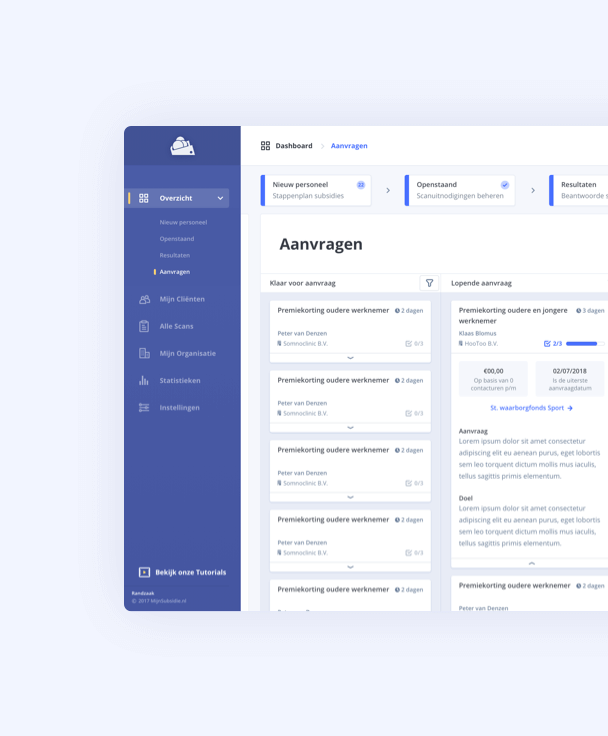 Dashboard
Aanvragen
Overzicht
Nieuw personeel
Openstaand
Resultaten
Aanvragen
Mijn Cliënten
Alle Scans
Mijn Organisatie
Statistieken
Instellingen
Bekijk onze Tutorials
Randzaak
© 2017 MijnSubsidie.nl
Nieuw personeel
Stappenplan subsidies
Openstaand
Scanuitnodigingen beheren
Resultaten
Beantwoorde s
Aanvragen
Klaar voor aanvraag
Premiekorting oudere werknemer 2 dagen
Peter van Denzen
Somnoclinic B.V. 0/3
Premiekorting oudere werknemer 2 dagen
Peter van Denzen
Somnoclinic B.V. 0/3
Premiekorting oudere werknemer 2 dagen
Peter van Denzen
Somnoclinic B.V. 0/3
Premiekorting oudere werknemer 2 dagen
Peter van Denzen
Somnoclinic B.V. 0/3
Premiekorting oudere werknemer 2 dagen
Lopende aanvraag
Premiekorting oudere en jongere 3 dagen
werknemer
Klaas Blomus
HooToo B.V. 2/3
€00,00
Op basis van 0
contacturen p/m
02/07/2018
Is de uiterste
aanvraagdatum
St. waarborgfonds Sport
Aanvraag
Lorem ipsum dolor sit amet consectetur
adipiscing elit eu aenean purus, eget lobortis
sem leo torquent dictum mollis mus iaculis,
tellus sagittis primis elementum.
Doel
Lorem ipsum dolor sit amet consectetur
adipiscing elit eu aenean purus, eget lobortis
sem leo torquent dictum mollis mus iaculis,
tellus sagittis primis elementum.
Premiekorting oudere werknemer 2 dagen
Peter van Denzen